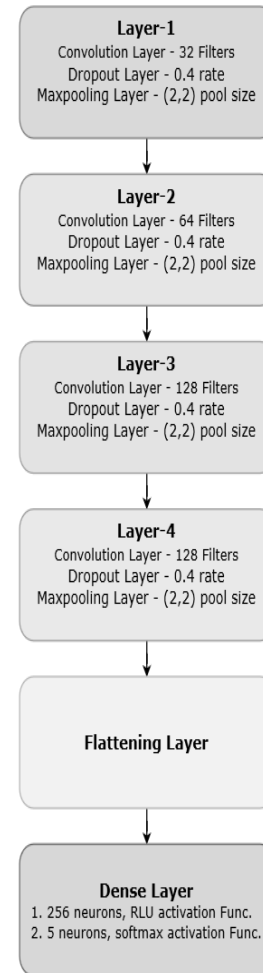 Layer-1
Convolution Layer - 32 Filters
Dropout Layer - 0.4 rate
Maxpooling Layer - (2,2) pool size
Layer-2
Convolution Layer - 64 Filters
Dropout Layer - 0.4 rate
Maxpooling Layer - (2,2) pool size
Layer-3
Convolution Layer - 128 Filters
Dropout Layer - 0.4 rate
Maxpooling Layer - (2,2) pool size
Layer-4
Convolution Layer - 128 Filters
Dropout Layer - 0.4 rate
Maxpooling Layer - (2,2) pool size
Flattening Layer
Dense Layer
1. 256 neurons, RLU activation Func.
2. 5 neurons, softmax activation Func.